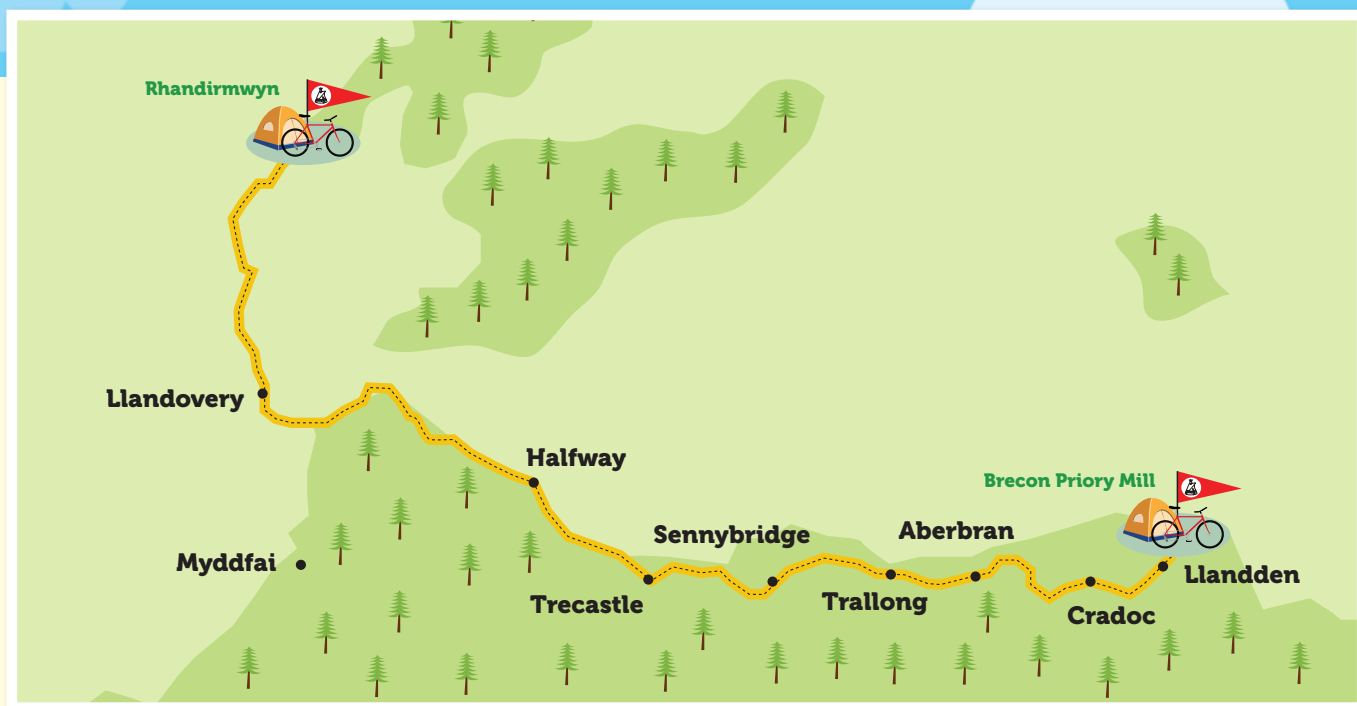 Rhandirmwyn
Llandovery
Halfway
Brecon Priory Mill
Sennybridge
Aberbran
Myddfai
Llandden
Trecastle
Trallong
Cradoc